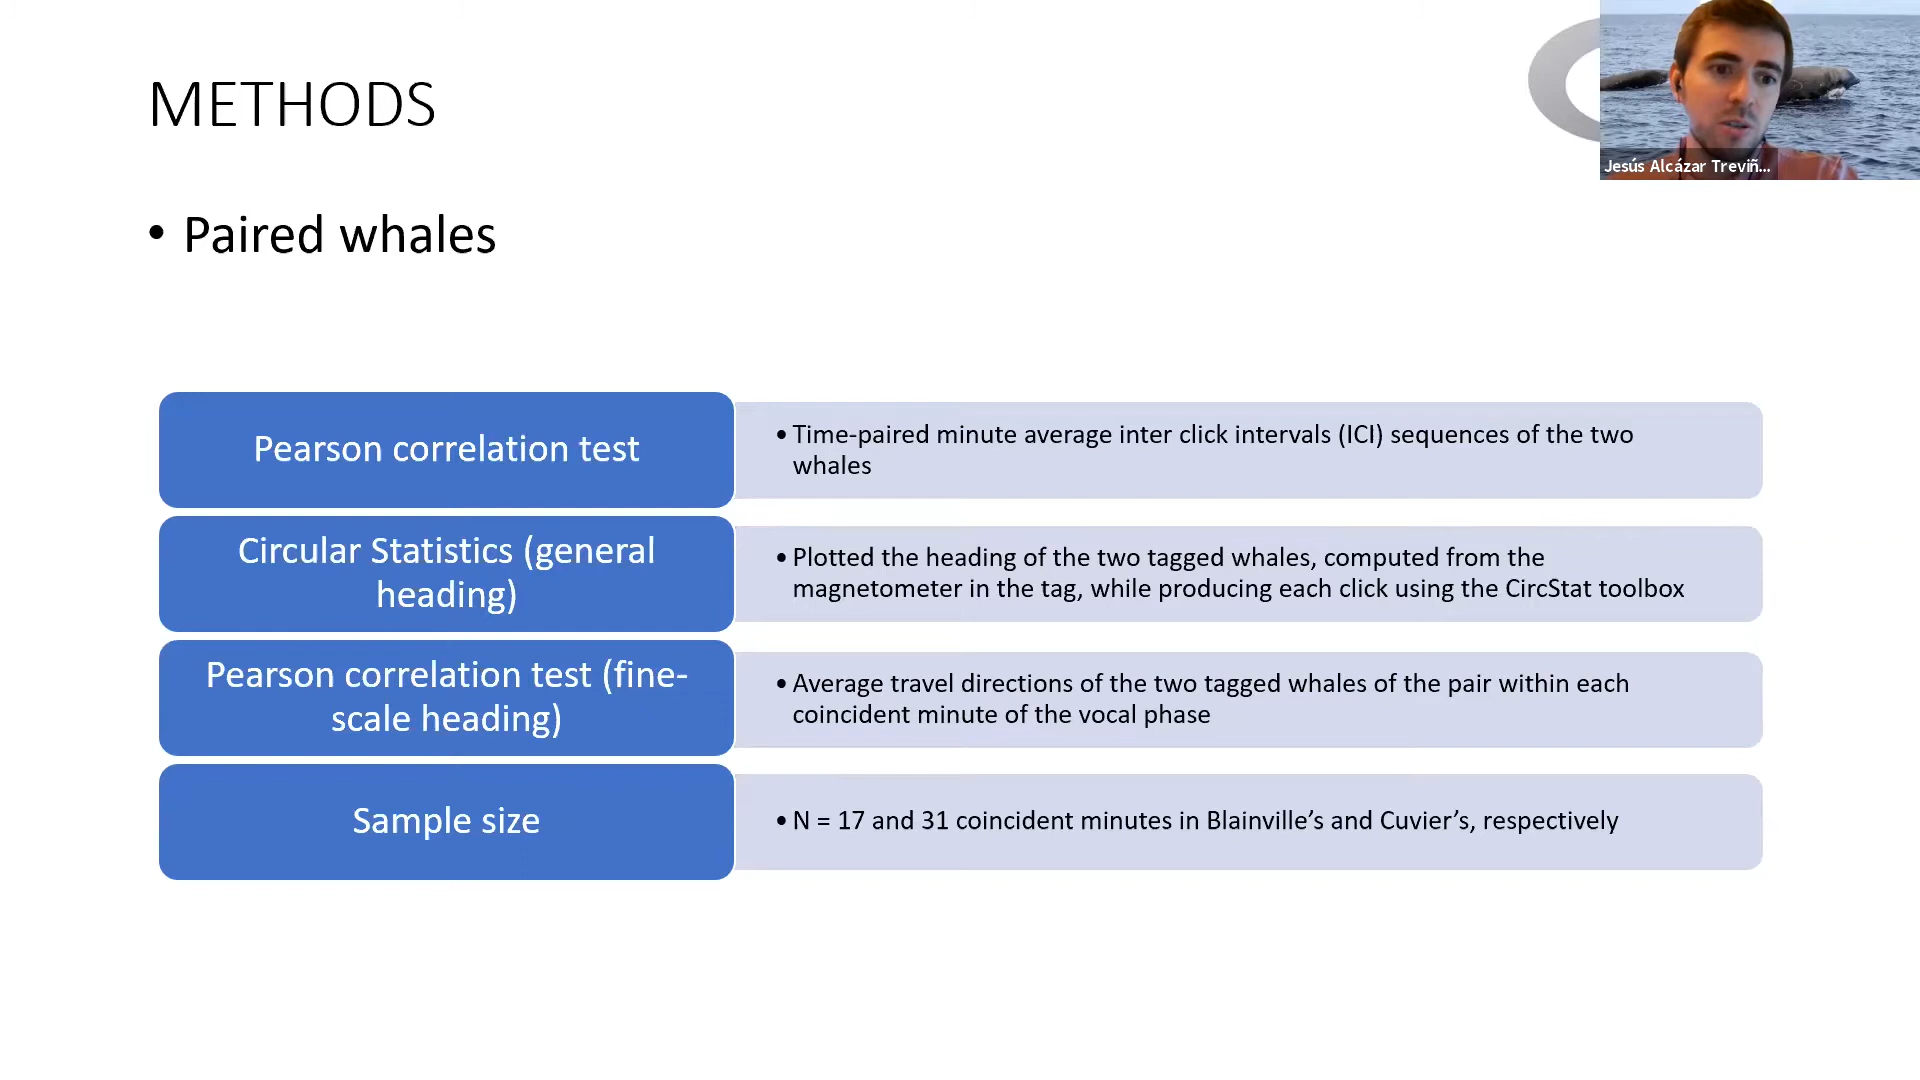 METHODS
Jesús Alcázar Treviñ...
• Paired whales
Pearson correlation test
• Time-paired minute average inter click intervals (ICI) sequences of the two
whales
Circular Statistics (general
heading)
• Plotted the heading of the two tagged whales, computed from the
magnetometer in the tag, while producing each click using the CircStat toolbox
Pearson correlation test (fine-
scale heading)
• Average travel directions of the two tagged whales of the pair within each
coincident minute of the vocal phase
Sample size
• N = 17 and 31 coincident minutes in Blainville’s and Cuvier’s, respectively